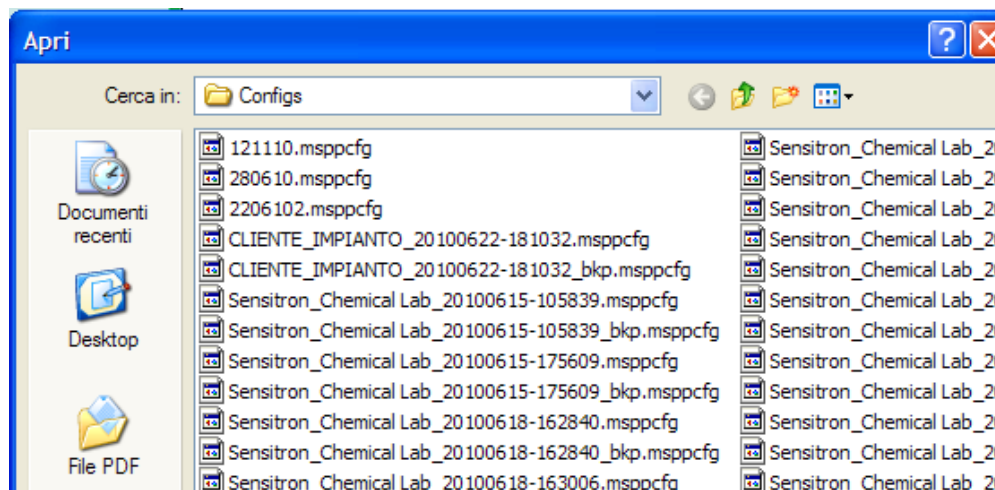 Apri
Cerca in: Configs
Documenti recenti
Desktop
File PDF
121110.msppcfg
280610.msppcfg
2206102.msppcfg
CLIENTE_IMPIANTO_20100622-181032.msppcfg
CLIENTE_IMPIANTO_20100622-181032_bkp.msppcfg
Sensitron_Chemical Lab_20100615-105839.msppcfg
Sensitron_Chemical Lab_20100615-105839_bkp.msppcfg
Sensitron_Chemical Lab_20100615-175609.msppcfg
Sensitron_Chemical Lab_20100615-175609_bkp.msppcfg
Sensitron_Chemical Lab_20100618-162840.msppcfg
Sensitron_Chemical Lab_20100618-162840_bkp.msppcfg
Sensitron_Chemical Lab_20100618-163006.msppcfg
Sensitron_Chemical Lab_2
Sensitron_Chemical Lab_2
Sensitron_Chemical Lab_2
Sensitron_Chemical Lab_2
Sensitron_Chemical Lab_2
Sensitron_Chemical Lab_2
Sensitron_Chemical Lab_2
Sensitron_Chemical Lab_2
Sensitron_Chemical Lab_2
Sensitron_Chemical Lab_2
Sensitron_Chemical Lab_2
Sensitron_Chemical Lab_2